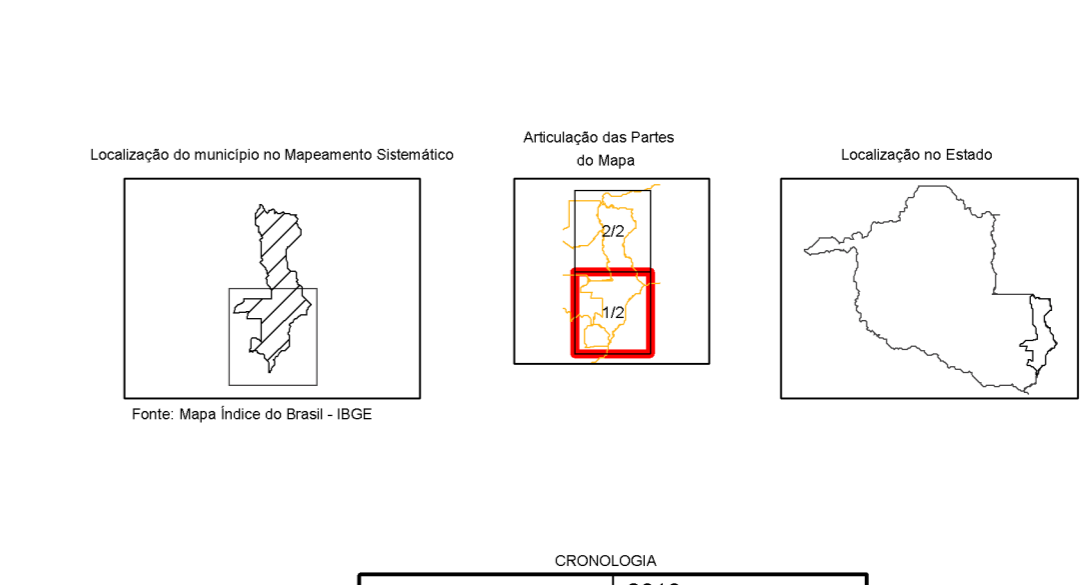 Articulação das Partes
do Mapa
Localização do município no Mapeamento Sistemático
Localização no Estado
2/2
1/2
Fonte: Mapa Índice do Brasil - IBGE
CRONOLOGIA